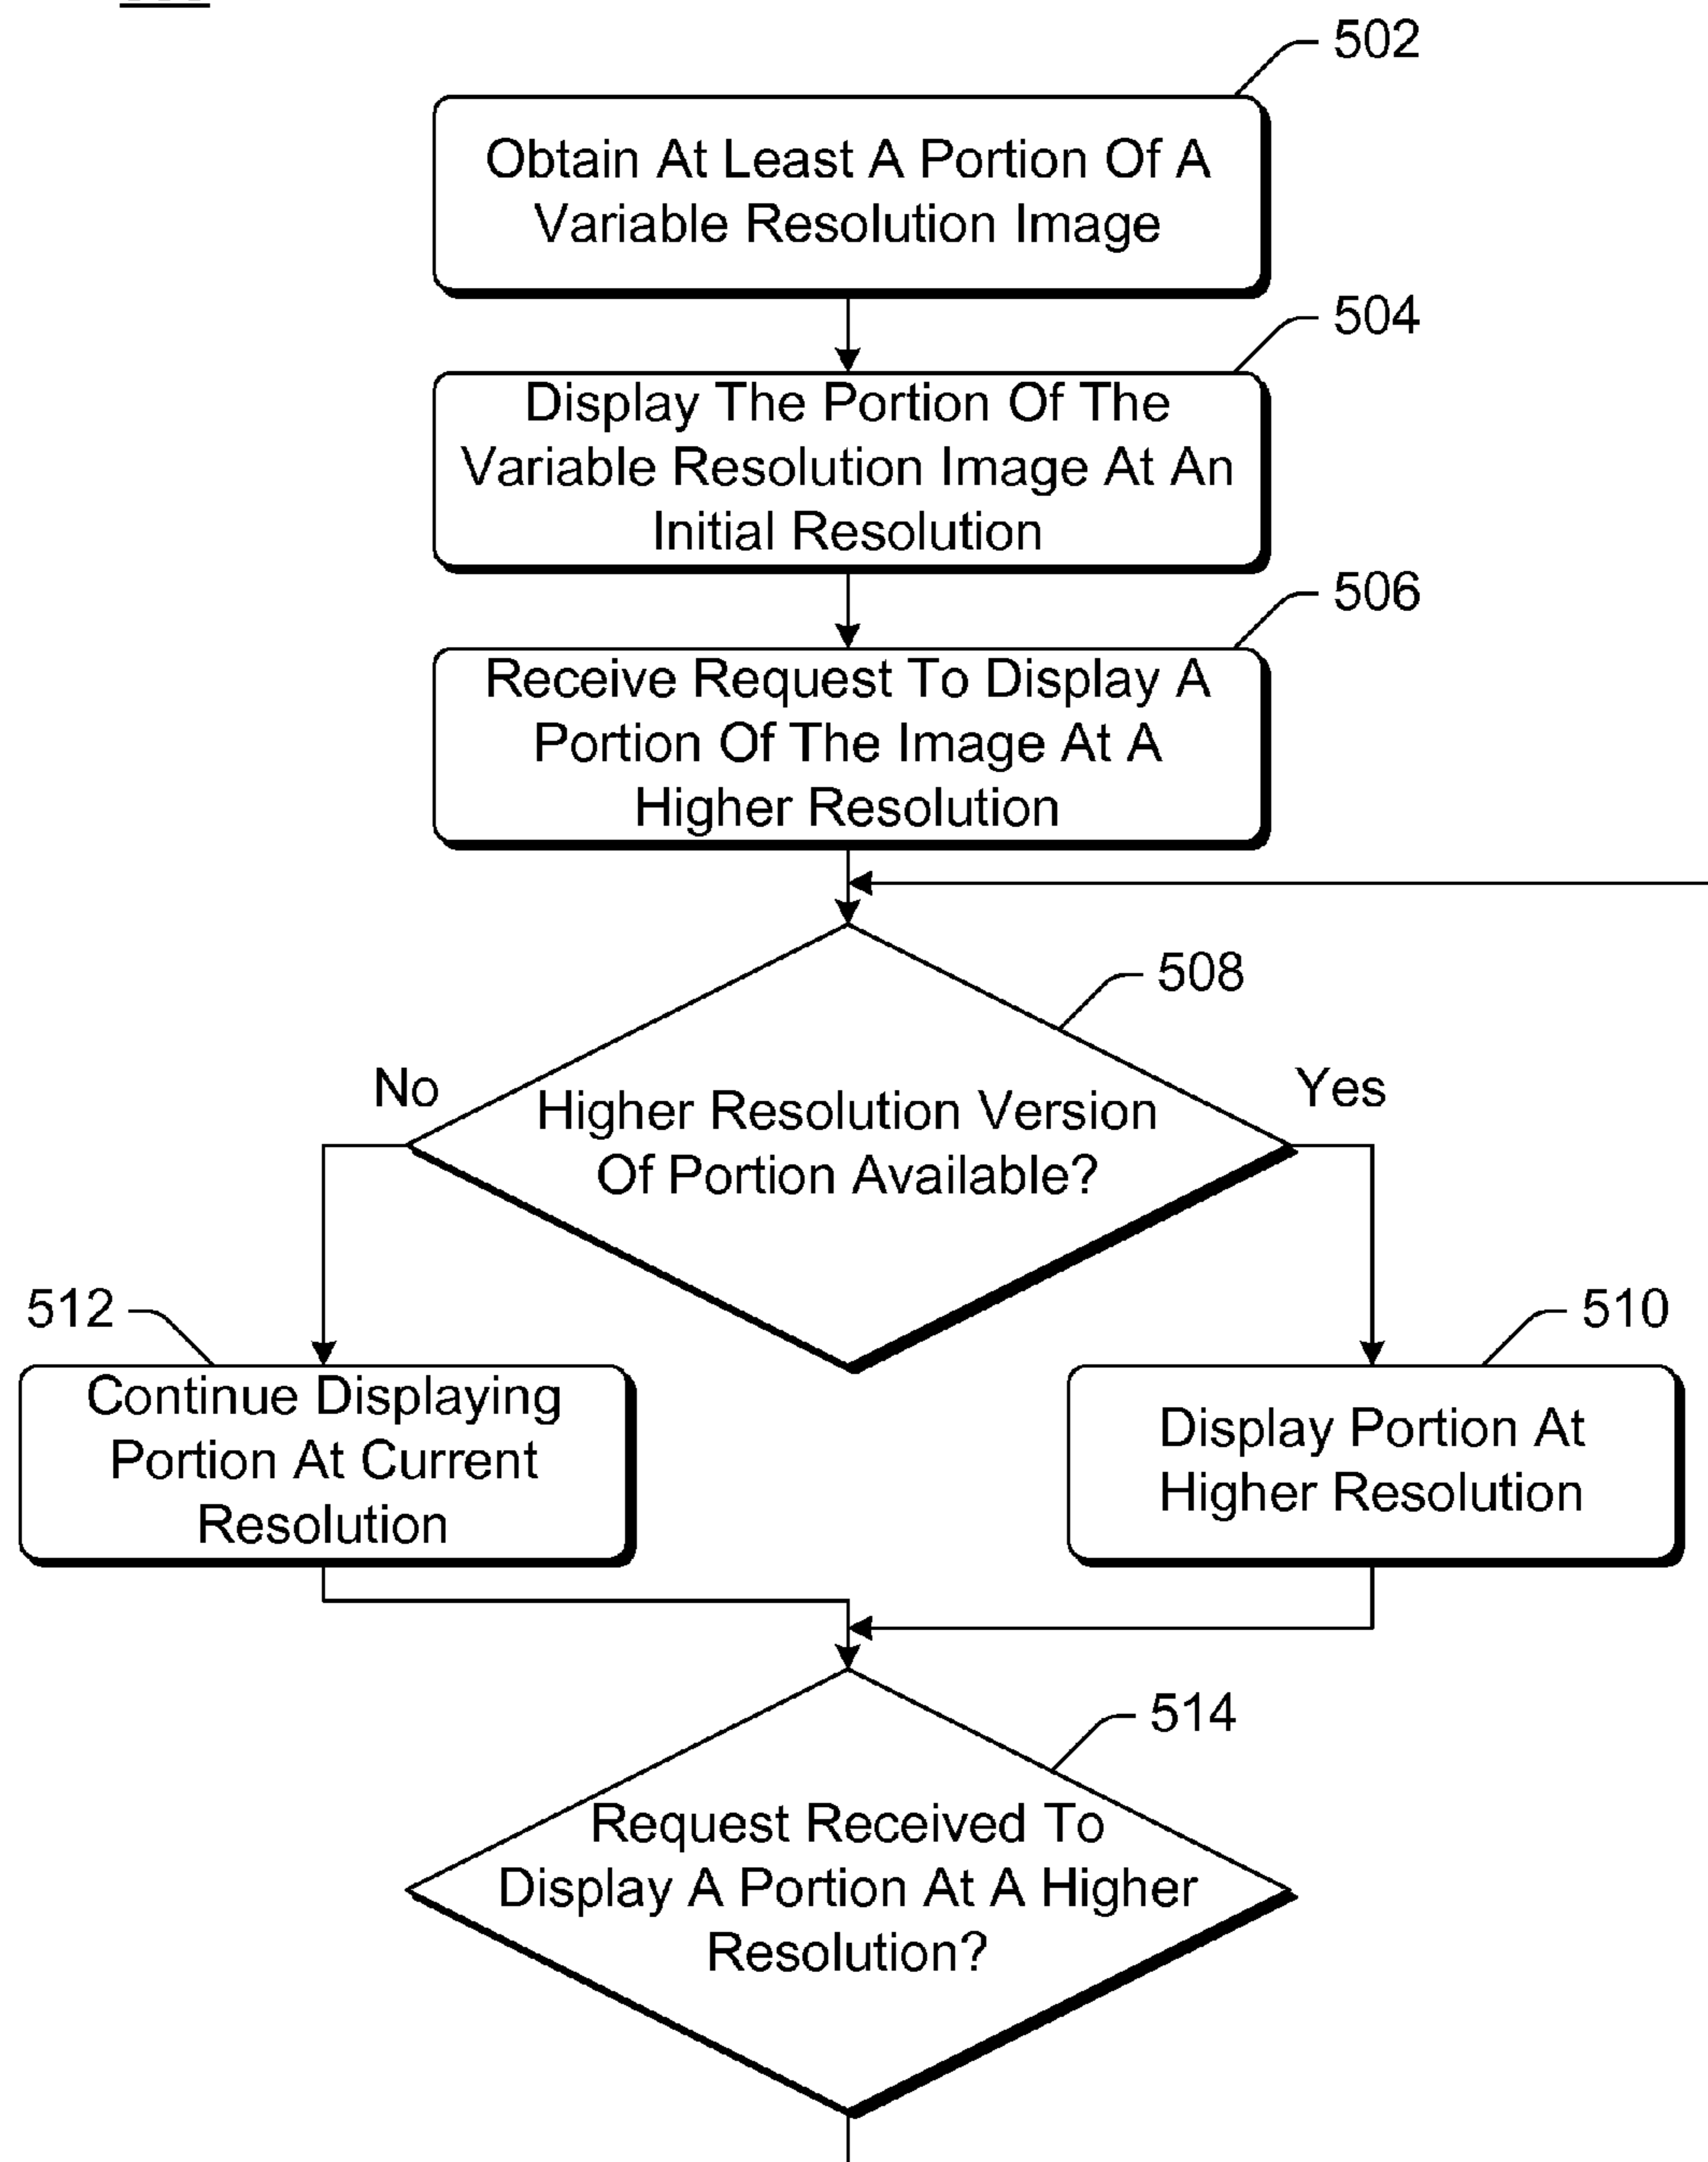 502
Obtain At Least A Portion Of A
Variable Resolution Image
504
Display The Portion Of The
Variable Resolution Image At An
Initial Resolution
506
Receive Request To Display A
Portion Of The Image At A
Higher Resolution
508
No
Yes
Higher Resolution Version
Of Portion Available?
512
510
Continue Displaying
Portion At Current
Resolution
Display Portion At
Higher Resolution
514
Request Received To
Display A Portion At A Higher
Resolution?